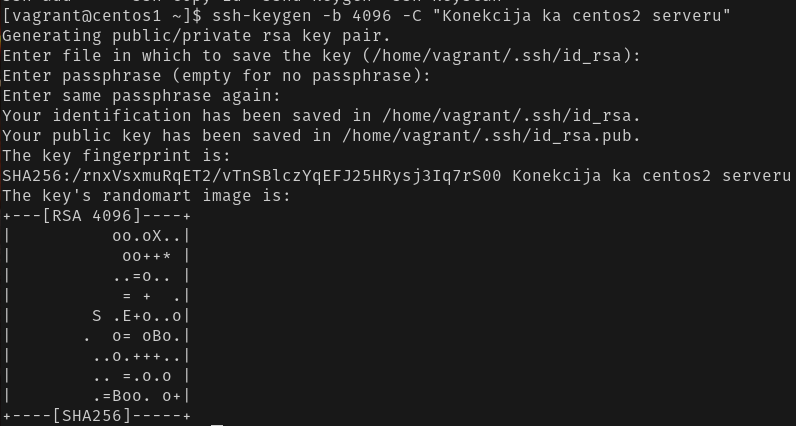 [vagrant@centos1 ~]$ ssh-keygen -b 4096 -C "Konekcija ka centos2 serveru"
Generating public/private rsa key pair.
Enter file in which to save the key (/home/vagrant/.ssh/id_rsa):
Enter passphrase (empty for no passphrase):
Enter same passphrase again:
Your identification has been saved in /home/vagrant/.ssh/id_rsa.
Your public key has been saved in /home/vagrant/.ssh/id_rsa.pub.
The key fingerprint is:
SHA256:/rnxVsxmuRqET2/vTnSBlczYqEFJ25HRysj3Iq7rS00 Konekcija ka centos2 serveru
The key's randomart image is:
+---[RSA 4096]----+
|          oo.oX..|
|           oo++* |
|          ..=o.. |
|           = +  .|
|        S .E+o..o|
|       .  o= oBo.|
|        ..o.+++..|
|        .. =.o.o |
|        .=Boo. o+|
+----[SHA256]-----+